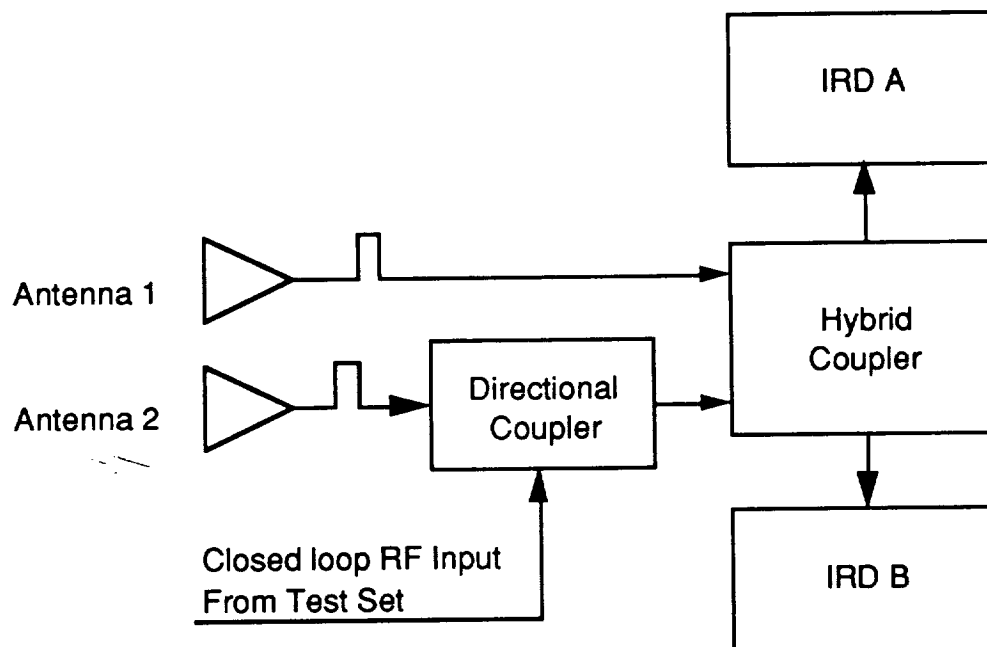 IRD A
Antenna 1
Hybrid
Coupler
Directional
Coupler
Antenna 2
Closed loop RF Input
From Test Set
IRD B